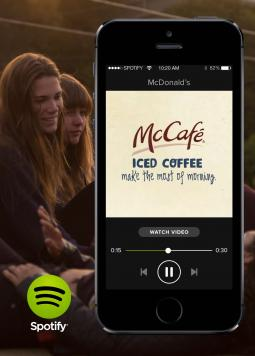 SPOTIFY 10:20 AM 52%
McDonald's
McCafé®
ICED COFFEE
make the most of morning.
WATCH VIDEO
0:15 0:30
Spotify®